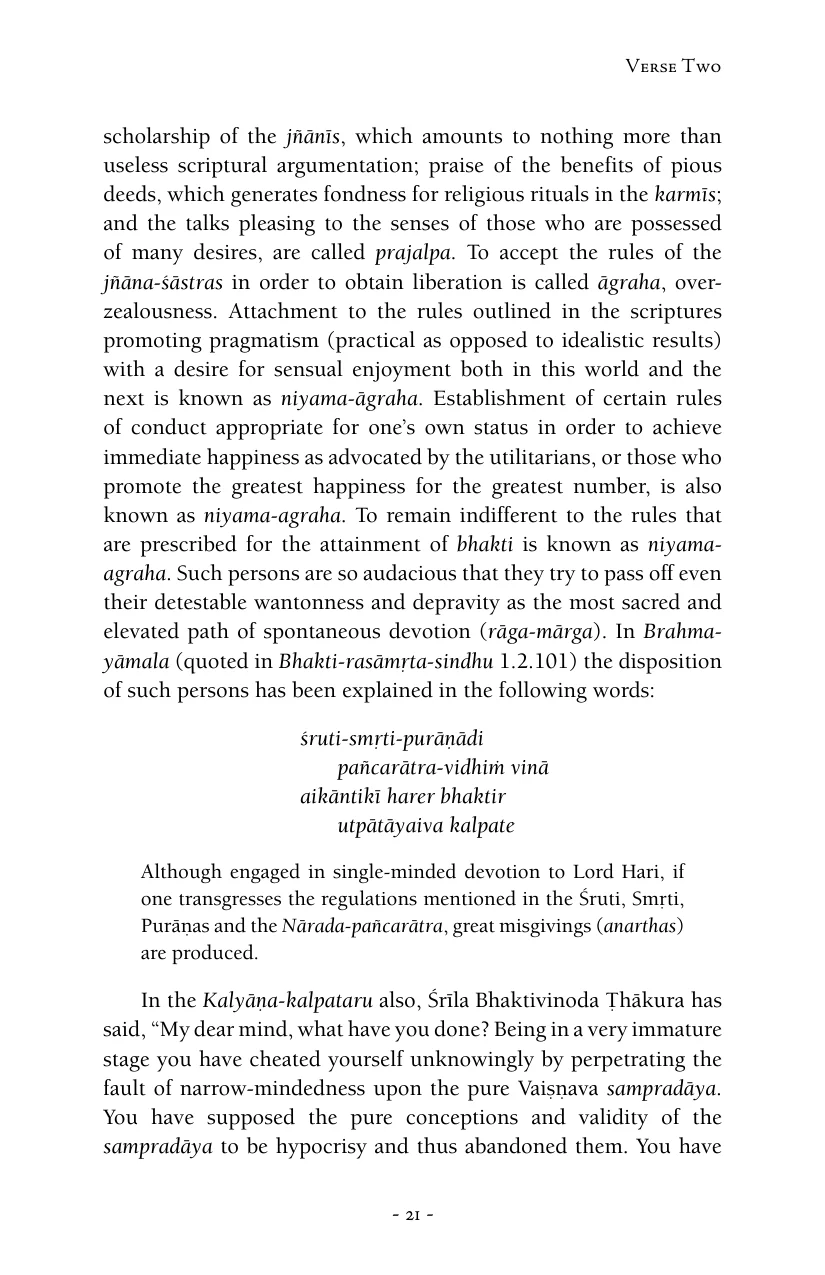 Verse Two
scholarship of the jñānīs, which amounts to nothing more than
useless scriptural argumentation; praise of the benefits of pious
deeds, which generates fondness for religious rituals in the karmīs;
and the talks pleasing to the senses of those who are possessed
of many desires, are called prajalpa. To accept the rules of the
jñāna-śāstras in order to obtain liberation is called āgraha, over-
zealousness. Attachment to the rules outlined in the scriptures
promoting pragmatism (practical as opposed to idealistic results)
with a desire for sensual enjoyment both in this world and the
next is known as niyama-āgraha. Establishment of certain rules
of conduct appropriate for one’s own status in order to achieve
immediate happiness as advocated by the utilitarians, or those who
promote the greatest happiness for the greatest number, is also
known as niyama-agraha. To remain indifferent to the rules that
are prescribed for the attainment of bhakti is known as niyama-
agraha. Such persons are so audacious that they try to pass off even
their detestable wantonness and depravity as the most sacred and
elevated path of spontaneous devotion (rāga-mārga). In Brahma-
yāmala (quoted in Bhakti-rasāmṛta-sindhu 1.2.101) the disposition
of such persons has been explained in the following words:
śruti-smṛti-purāṇādi
pañcarātra-vidhiṁ vinā
aikāntikī harer bhaktir
utpātāyaiva kalpate
Although engaged in single-minded devotion to Lord Hari, if
one transgresses the regulations mentioned in the Śruti, Smṛti,
Purāṇas and the Nārada-pañcarātra, great misgivings (anarthas)
are produced.
In the Kalyāṇa-kalpataru also, Śrīla Bhaktivinoda Ṭhākura has
said, “My dear mind, what have you done? Being in a very immature
stage you have cheated yourself unknowingly by perpetrating the
fault of narrow-mindedness upon the pure Vaiṣṇava sampradāya.
You have supposed the pure conceptions and validity of the
sampradāya to be hypocrisy and thus abandoned them. You have
- 21 -